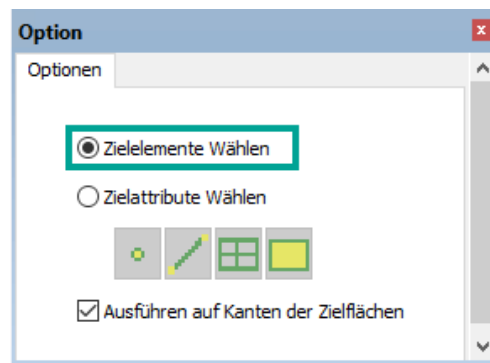 Option
Optionen
Zielelemente Wählen
Zielattribute Wählen
Ausführen auf Kanten der Zielflächen